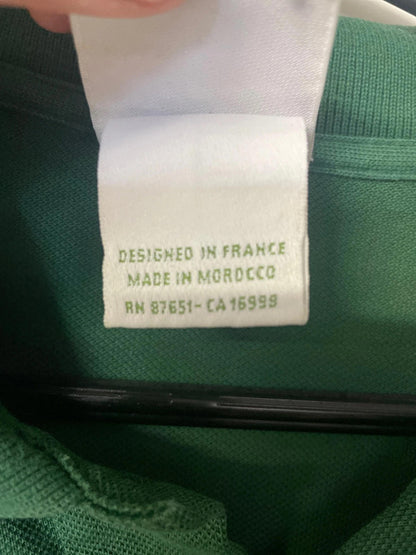 DESIGNED IN FRANCE
MADE IN MOROCCO
RN 87651 - CA 16999